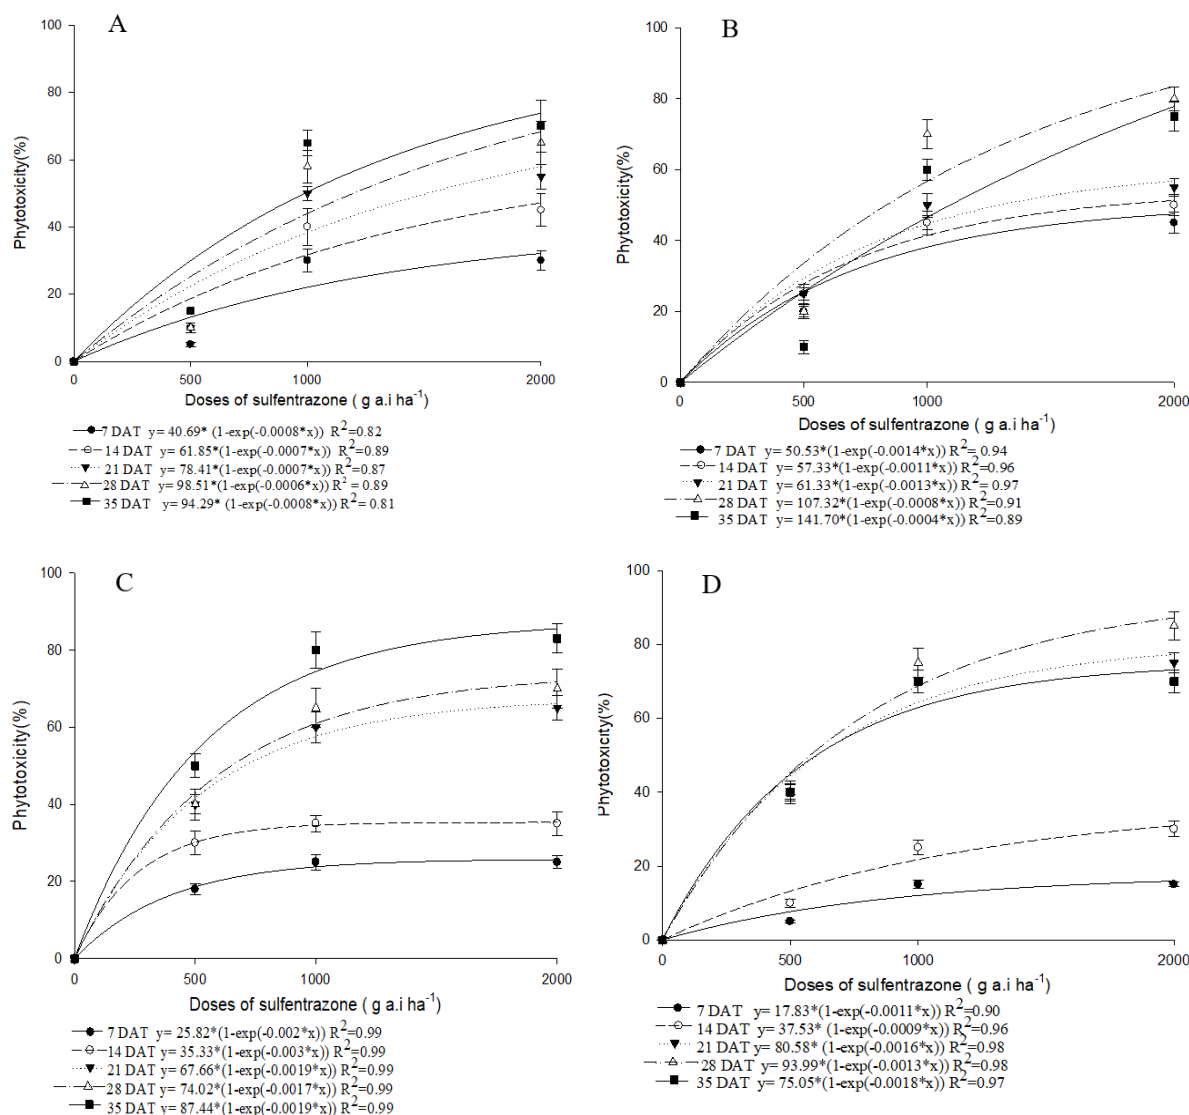 A
Phytotoxicity(%)
100
80
60
40
20
0
0 500 1000 2000
Doses of sulfentrazone ( g a.i ha⁻¹)
7 DAT y= 40.69* (1-exp(-0.0008*x)) R²=0.82
14 DAT y= 61.85*(1-exp(-0.0007*x)) R²=0.89
21 DAT y= 78.41*(1-exp(-0.0007*x)) R²=0.87
28 DAT y= 98.51*(1-exp(-0.0006*x)) R² = 0.89
35 DAT y= 94.29* (1-exp(-0.0008*x)) R²= 0.81
B
Phytotoxicity(%)
100
80
60
40
20
0
0 500 1000 2000
Doses of sulfentrazone ( g a.i ha⁻¹)
7 DAT y= 50.53*(1-exp(-0.0014*x)) R²= 0.94
14 DAT y= 57.33*(1-exp(-0.0011*x)) R²=0.96
21 DAT y= 61.33*(1-exp(-0.0013*x)) R²=0.97
28 DAT y= 107.32*(1-exp(-0.0008*x)) R²=0.91
35 DAT y= 141.70*(1-exp(-0.0004*x)) R²=0.89
C
Phytotoxicity(%)
100
80
60
40
20
0
0 500 1000 2000
Doses of sulfentrazone ( g a.i ha⁻¹)
7 DAT y= 25.82*(1-exp(-0.002*x)) R²=0.99
14 DAT y= 35.33*(1-exp(-0.003*x)) R²=0.99
21 DAT y= 67.66*(1-exp(-0.0019*x)) R²=0.99
28 DAT y= 74.02*(1-exp(-0.0017*x)) R²=0.99
35 DAT y= 87.44*(1-exp(-0.0019*x)) R²=0.99
D
Phytotoxicity(%)
100
80
60
40
20
0
0 500 1000 2000
Doses of sulfentrazone ( g a.i ha⁻¹)
7 DAT y= 17.83*(1-exp(-0.0011*x)) R²=0.90
14 DAT y= 37.53* (1-exp(-0.0009*x)) R²=0.96
21 DAT y= 80.58* (1-exp(-0.0016*x)) R²=0.98
28 DAT y= 93.99*(1-exp(-0.0013*x)) R²=0.98
35 DAT y= 75.05*(1-exp(-0.0018*x)) R²=0.97